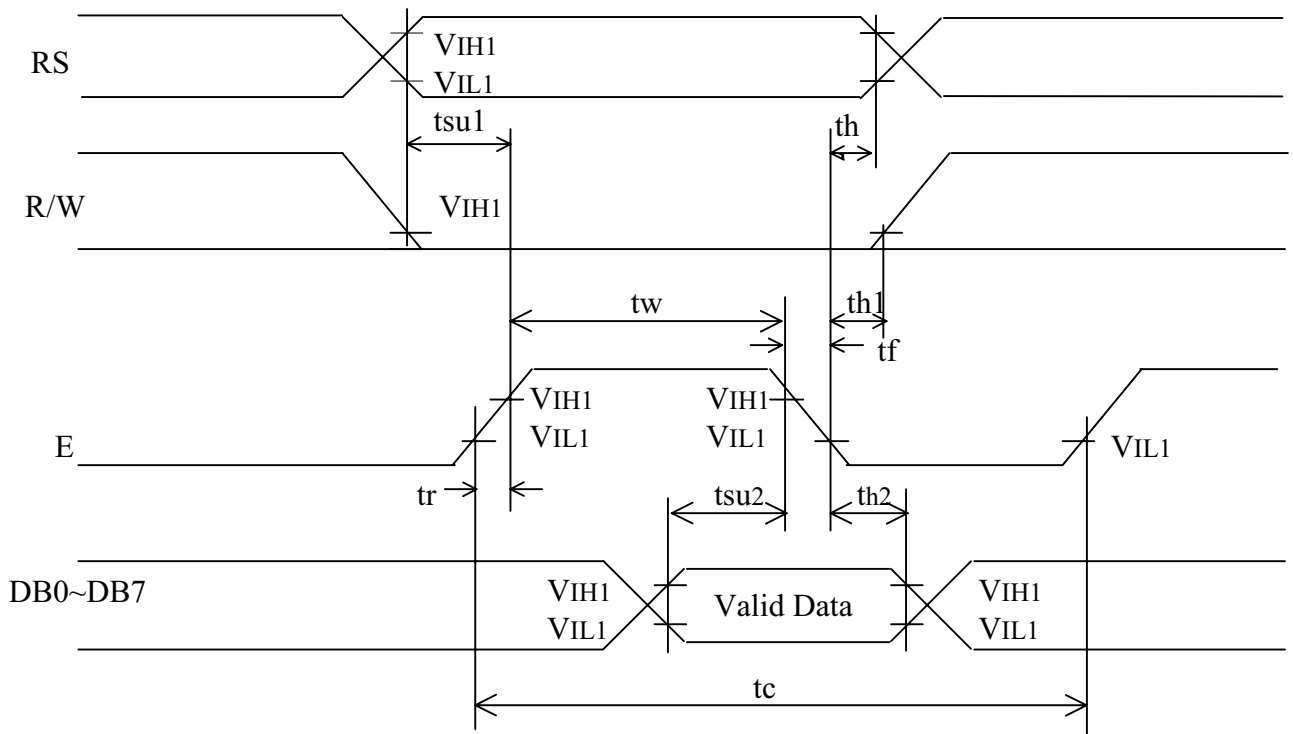 RS
VIH1
VIL1
tsu1
th
R/W
VIH1
tw
th1
tf
E
VIH1
VIL1
VIH1
VIL1
VIL1
tr
tsu2
th2
DB0~DB7
VIH1
VIL1
Valid Data
VIH1
VIL1
tc